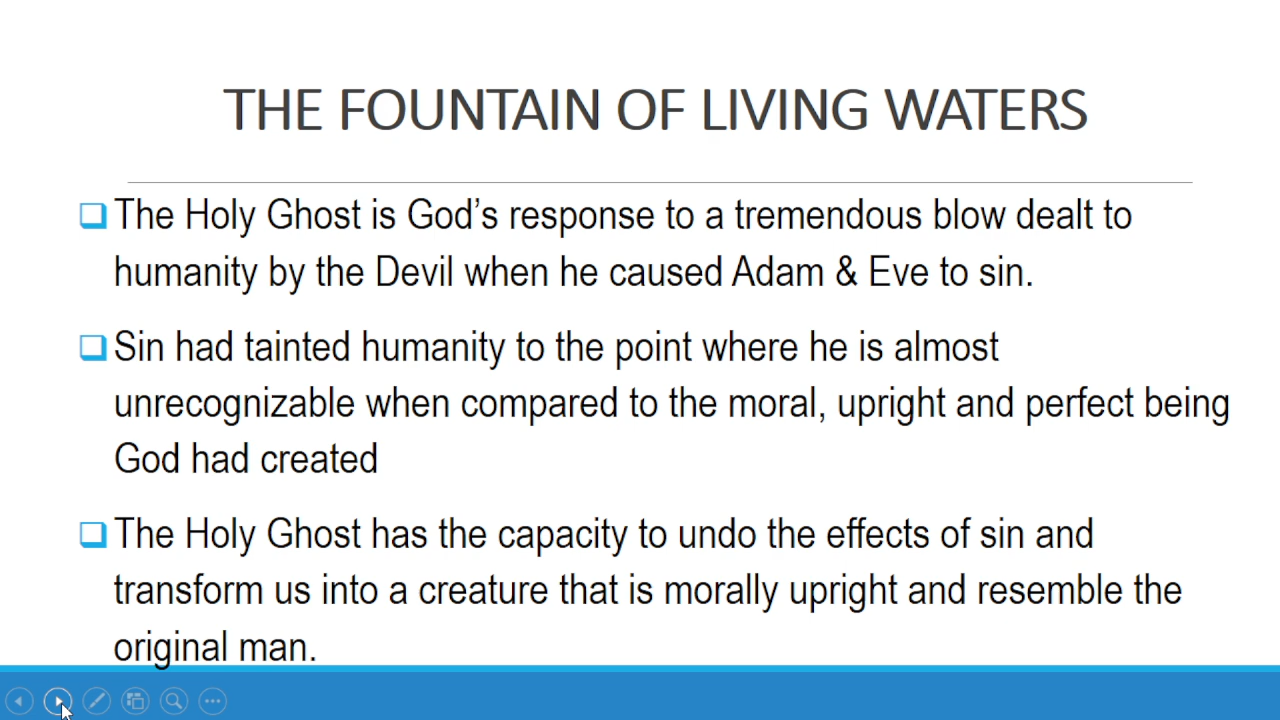 THE FOUNTAIN OF LIVING WATERS
The Holy Ghost is God’s response to a tremendous blow dealt to
humanity by the Devil when he caused Adam & Eve to sin.
Sin had tainted humanity to the point where he is almost
unrecognizable when compared to the moral, upright and perfect being
God had created
The Holy Ghost has the capacity to undo the effects of sin and
transform us into a creature that is morally upright and resemble the
original man.